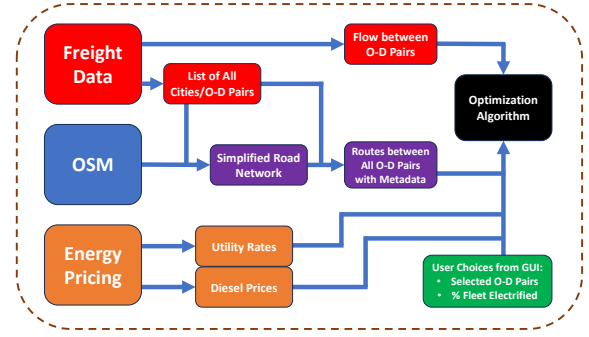 Freight
Data
Flow between
O-D Pairs
List of All
Cities/O-D Pairs
Optimization
Algorithm
OSM
Simplified Road
Network
Routes between
All O-D Pairs
with Metadata
Energy
Pricing
Utility Rates
Diesel Prices
User Choices from GUI:
• Selected O-D Pairs
• % Fleet Electrified